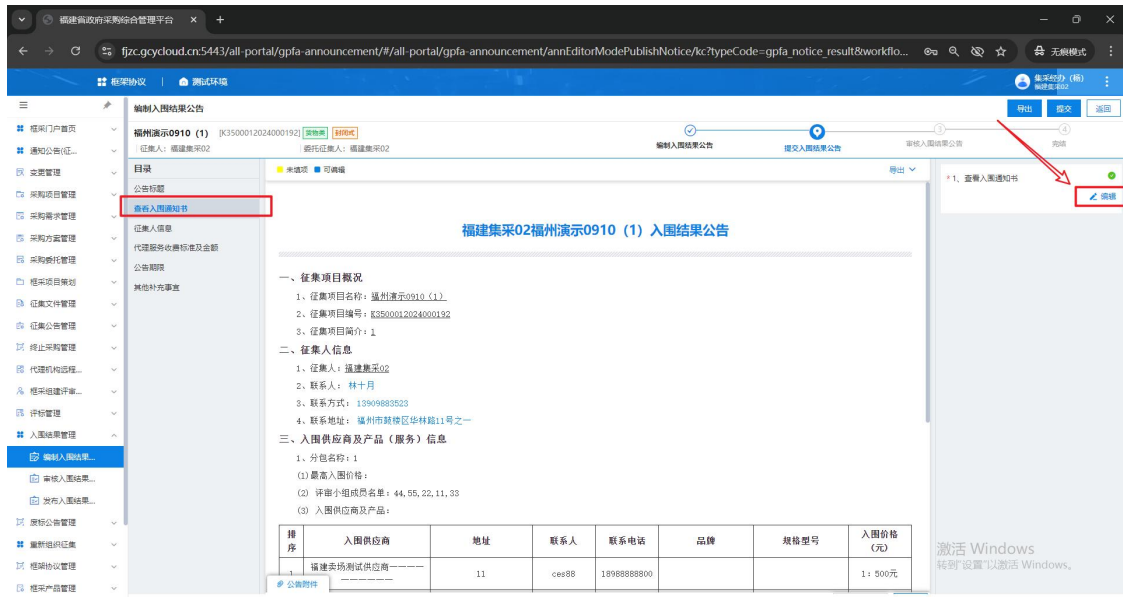 福建省政府采购综合管理平台
fjzc.gcycloud.cn:5443/all-portal/gpfa-announcement/#/all-portal/gpfa-announcement/annEditorModePublishNotice/kc?typeCode=gpfa_notice_result&workflo...
无痕模式
框架协议 | 测试环境
集采经办（杨）
福建集采02
编制入围结果公告
导出 提交 返回
福州演示0910（1） [K3500012024000192] 货物类 封闭式
征集人：福建集采02 委托征集人：福建集采02
编制入围结果公告
提交入围结果公告
3 审核入围结果公告
4 完结
框采门户首页
通知公告(征...
变更管理
采购项目管理
采购需求管理
采购方案管理
采购委托管理
框采项目策划
征集文件管理
征集公告管理
终止采购管理
代理机构远程...
框采组建评审...
评标管理
入围结果管理
编制入围结果...
审核入围结果...
发布入围结果...
废标公告管理
重新组织征集
框架协议管理
框采产品管理
目录
公告标题
查看入围通知书
征集人信息
代理服务收费标准及金额
公告期限
其他补充事宜
未填项 可编辑
导出
福建集采02福州演示0910（1）入围结果公告
一、征集项目概况
1、征集项目名称：福州演示0910（1）
2、征集项目编号：K3500012024000192
3、征集项目简介：1
二、征集人信息
1、征集人：福建集采02
2、联系人： 林十月
3、联系方式： 13909883523
4、联系地址： 福州市鼓楼区华林路11号之一
三、入围供应商及产品（服务）信息
1、分包名称：1
(1)最高入围价格：
(2) 评审小组成员名单：44,55,22,11,33
(3) 入围供应商及产品：
排序 入围供应商 地址 联系人 联系电话 品牌 规格型号 入围价格（元）
1 福建卖场测试供应商—————————— 11 ces88 18988888800 1：500元
公告附件
* 1、查看入围通知书
编辑
激活 Windows
转到"设置"以激活 Windows。